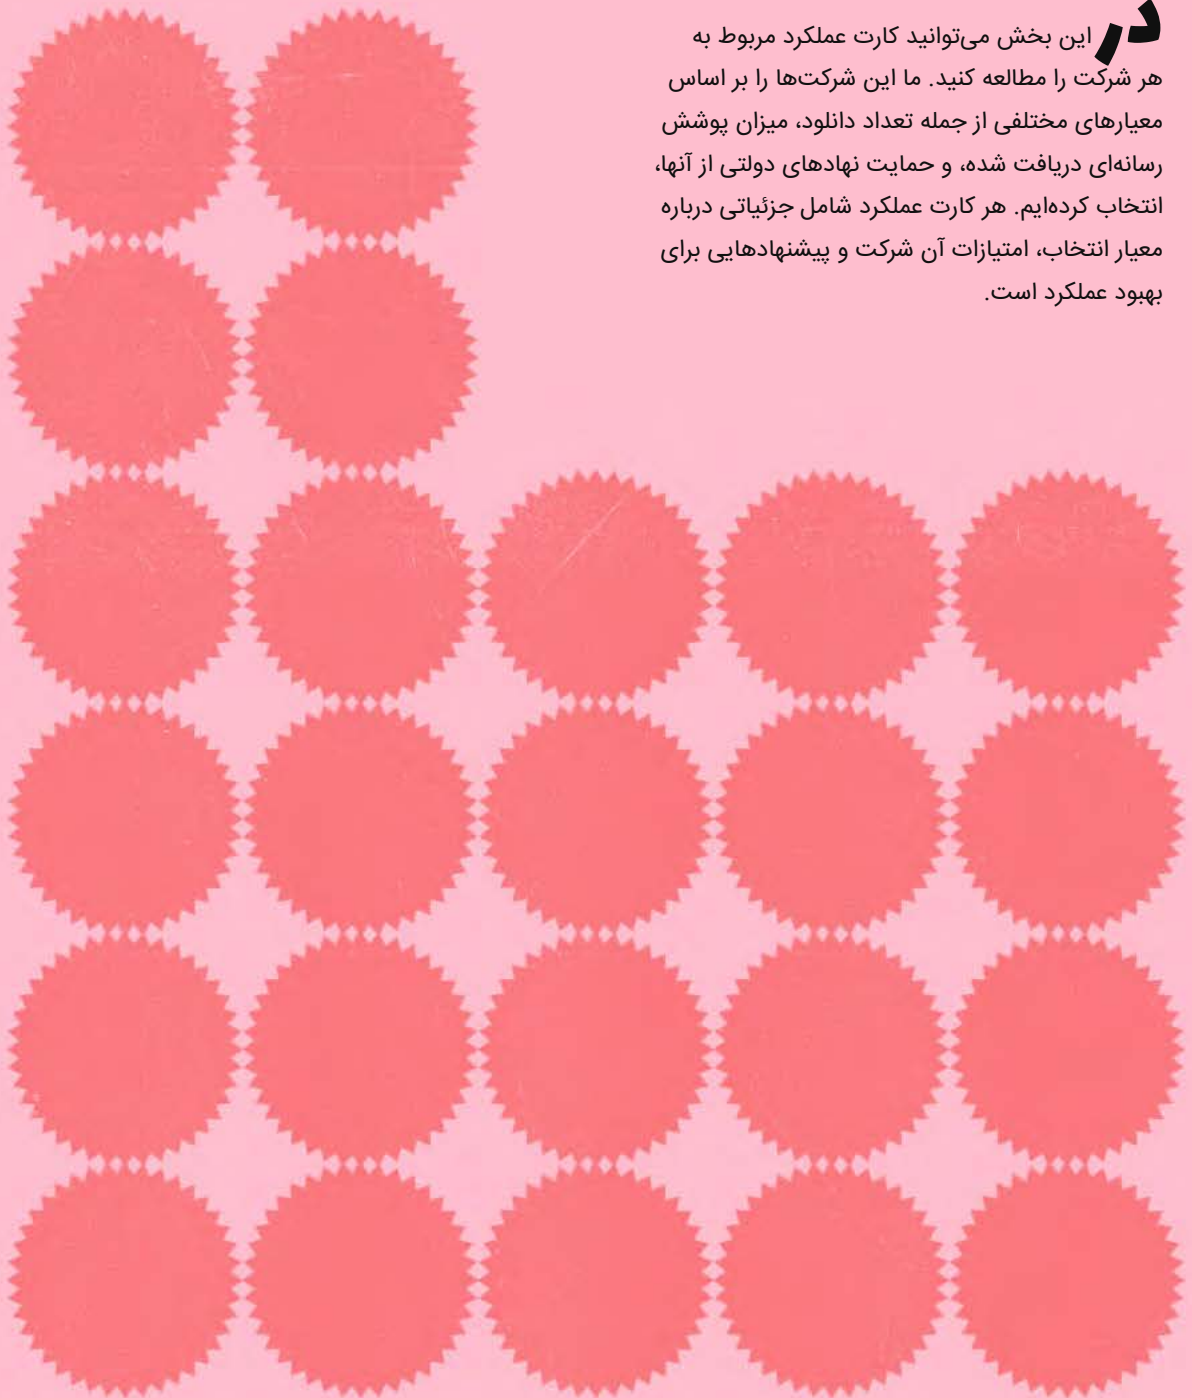 در این بخش می‌توانید کارت عملکرد مربوط به
هر شرکت را مطالعه کنید. ما این شرکت‌ها را بر اساس
معیارهای مختلفی از جمله تعداد دانلود، میزان پوشش
رسانه‌ای دریافت شده، و حمایت نهادهای دولتی از آنها،
انتخاب کرده‌ایم. هر کارت عملکرد شامل جزئیاتی درباره
معیار انتخاب، امتیازات آن شرکت و پیشنهادهایی برای
بهبود عملکرد است.